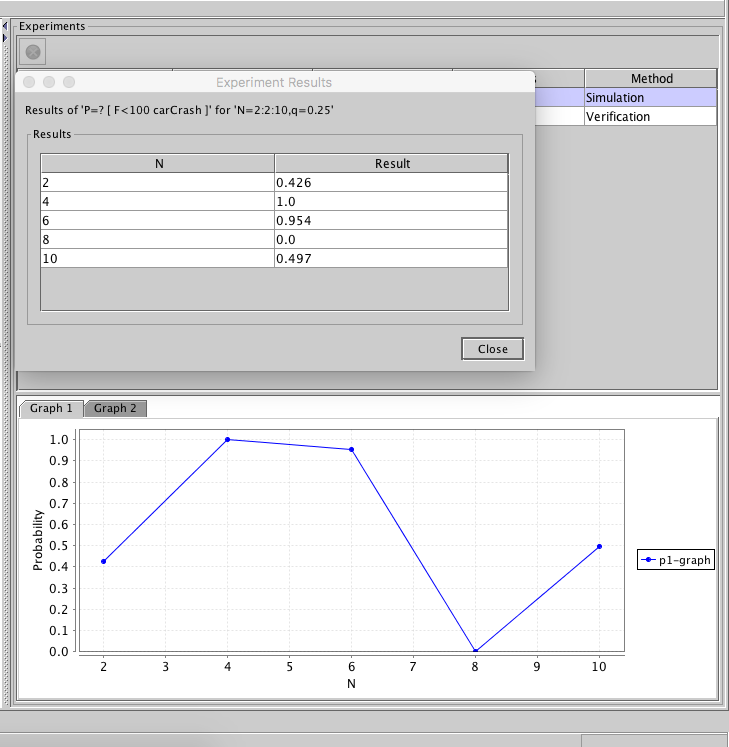 Experiments
Method
Simulation
Verification
Experiment Results
Results of 'P=? [ F<100 carCrash ]' for 'N=2:2:10,q=0.25'
Results
N Result
2 0.426
4 1.0
6 0.954
8 0.0
10 0.497
Close
Graph 1 Graph 2
1.0
0.9
0.8
0.7
0.6
0.5
0.4
0.3
0.2
0.1
0.0
Probability
2 3 4 5 6 7 8 9 10
N
p1-graph